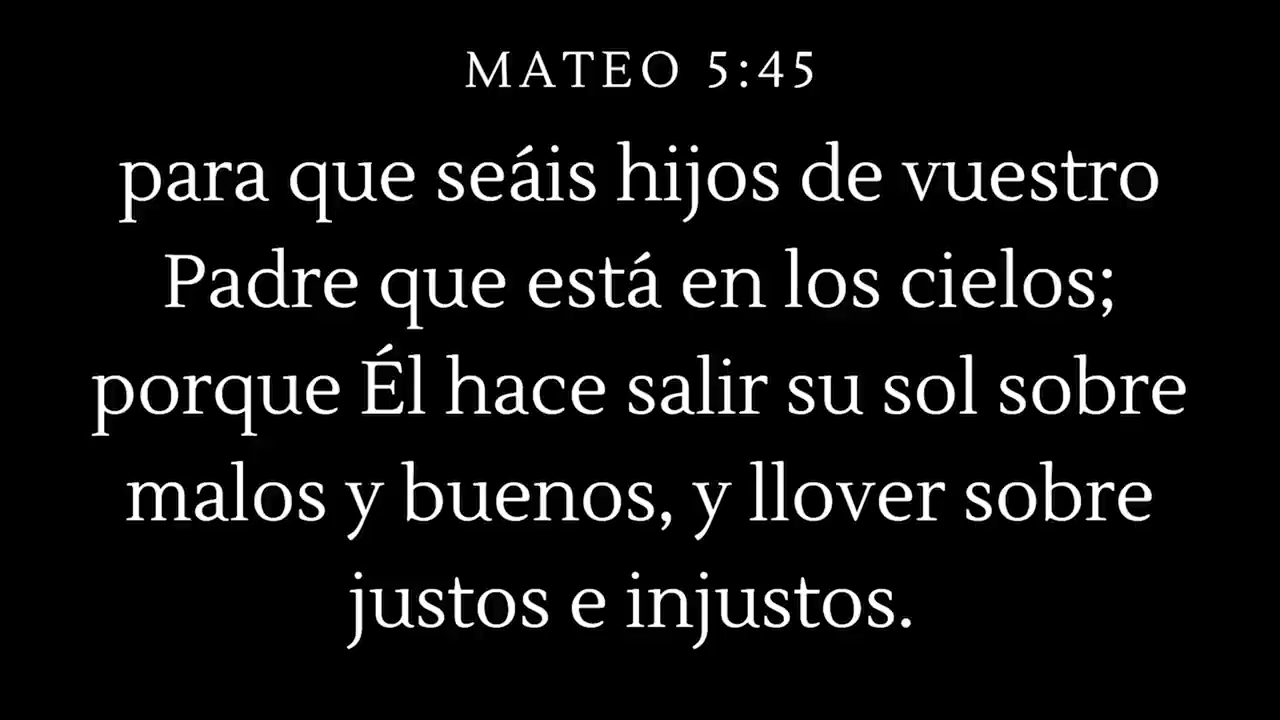 MATEO 5:45
para que seáis hijos de vuestro
Padre que está en los cielos;
porque Él hace salir su sol sobre
malos y buenos, y llover sobre
justos e injustos.